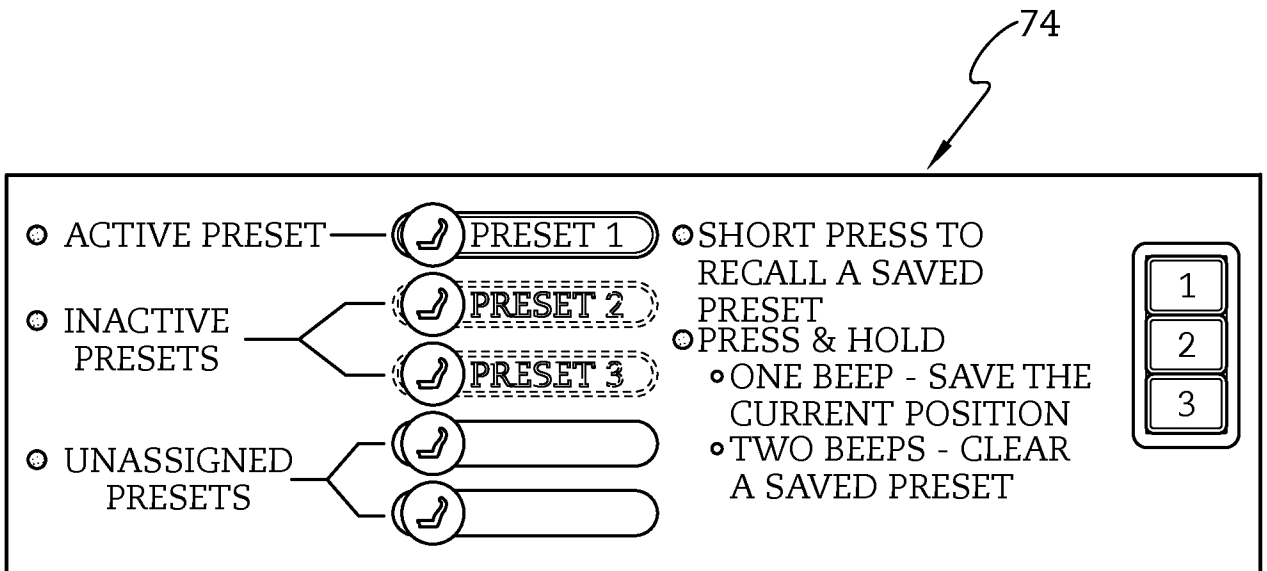 74
ACTIVE PRESET
PRESET 1
INACTIVE
PRESETS
PRESET 2
PRESET 3
UNASSIGNED
PRESETS
SHORT PRESS TO
RECALL A SAVED
PRESET
PRESS & HOLD
ONE BEEP - SAVE THE
CURRENT POSITION
TWO BEEPS - CLEAR
A SAVED PRESET
1
2
3